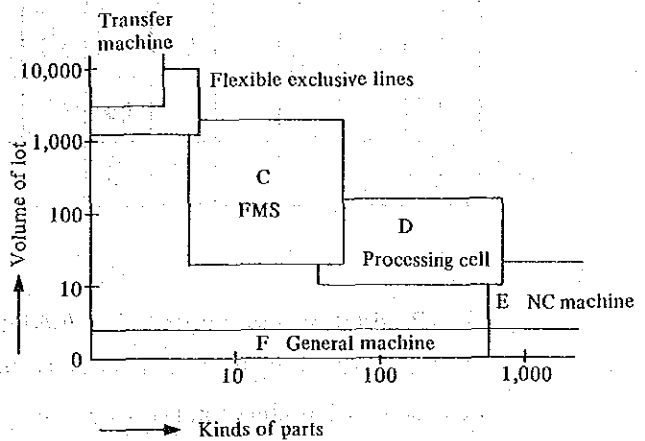 Transfer
machine
10,000
Flexible exclusive lines
1,000
C
FMS
Volume of lot
100
D
Processing cell
10
E NC machine
F General machine
0
10
100
1,000
Kinds of parts